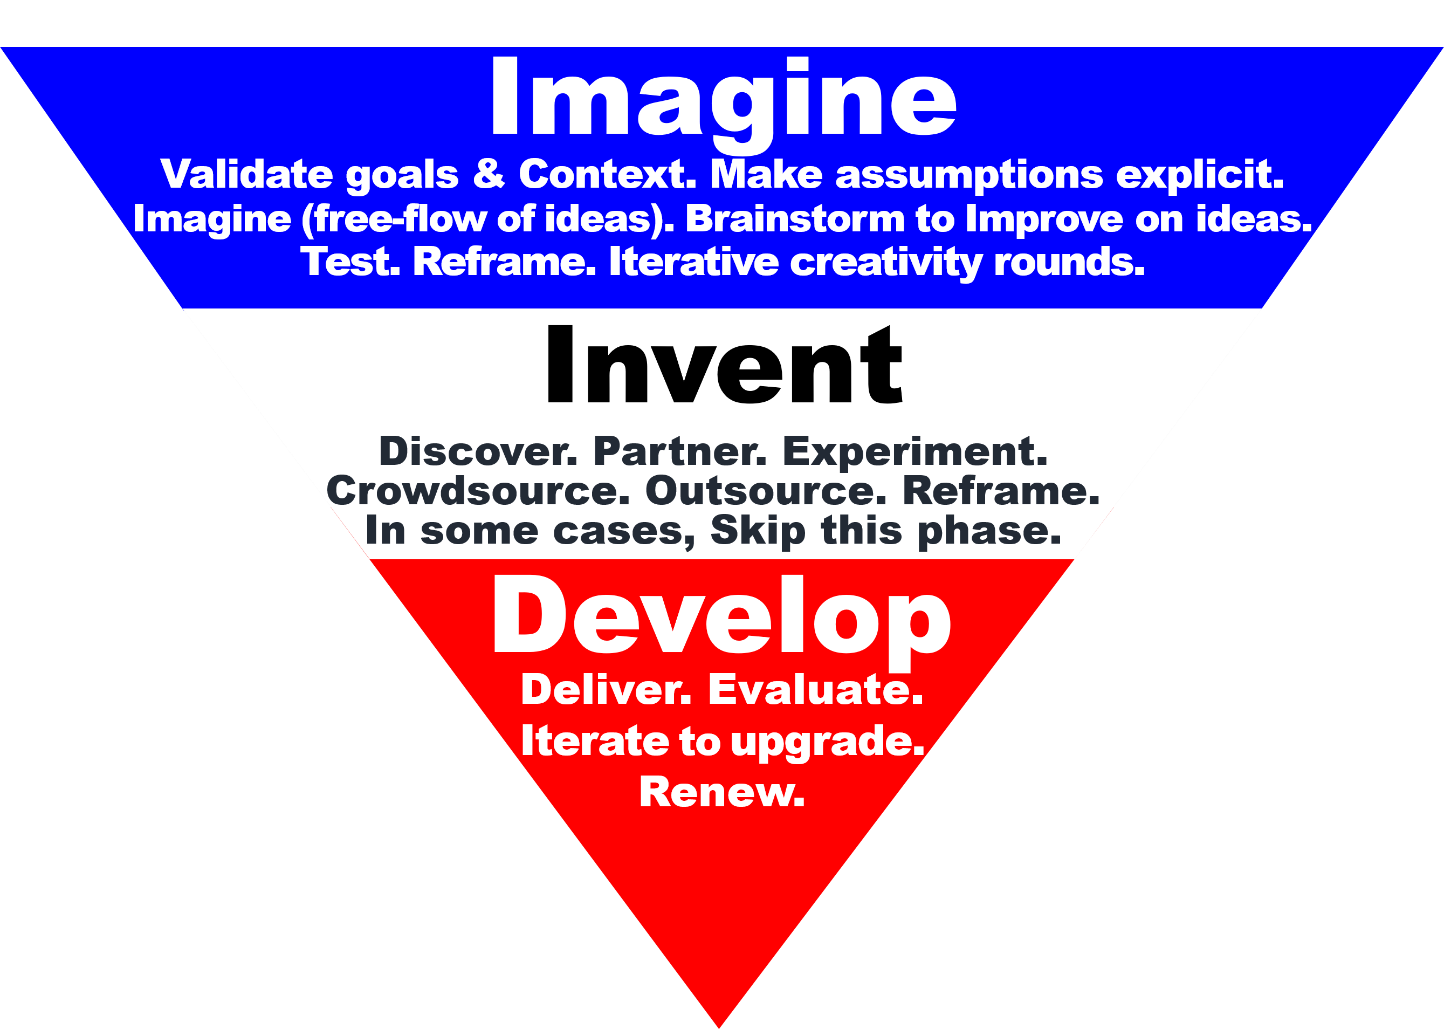 Imagine
Validate goals & Context. Make assumptions explicit.
Imagine (free-flow of ideas). Brainstorm to Improve on ideas.
Test. Reframe. Iterative creativity rounds.
Invent
Discover. Partner. Experiment.
Crowdsource. Outsource. Reframe.
In some cases, Skip this phase.
Develop
Deliver. Evaluate.
Iterate to upgrade.
Renew.